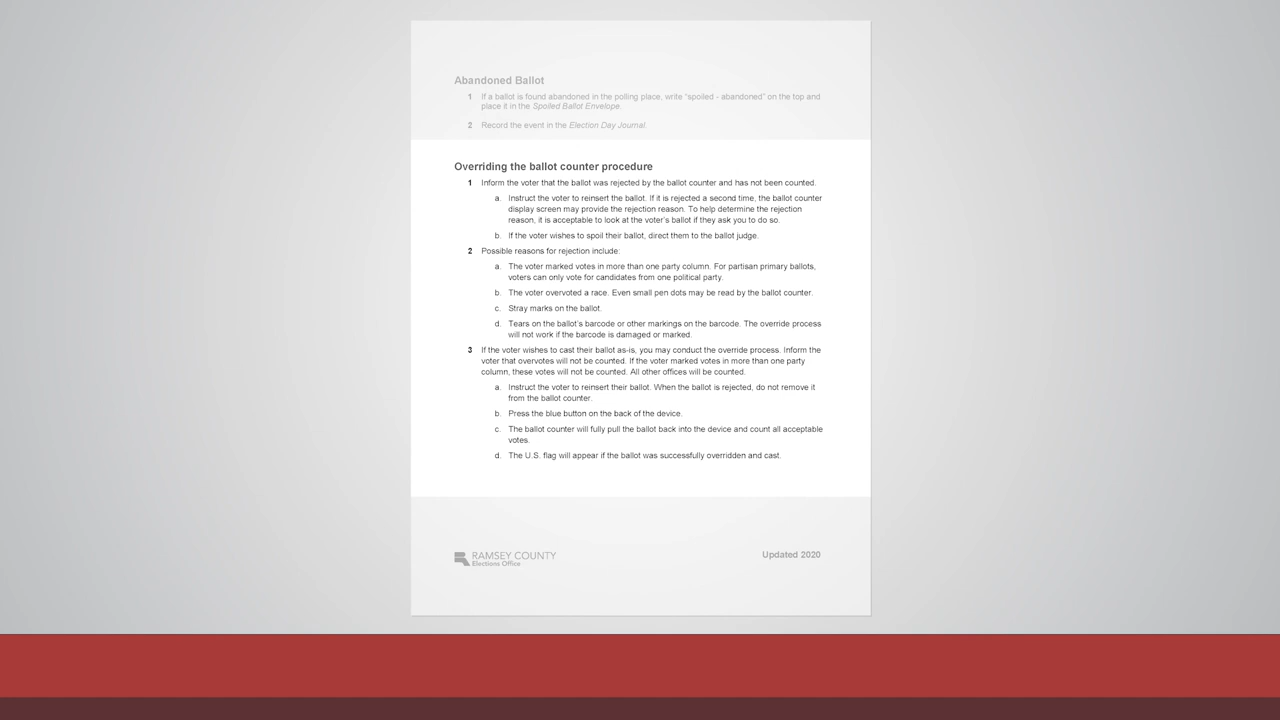 Abandoned Ballot
1 If a ballot is found abandoned in the polling place, write "spoiled - abandoned" on the top and
place it in the Spoiled Ballot Envelope.
2 Record the event in the Election Day Journal.
Overriding the ballot counter procedure
1 Inform the voter that the ballot was rejected by the ballot counter and has not been counted.
a. Instruct the voter to reinsert the ballot. If it is rejected a second time, the ballot counter
display screen may provide the rejection reason. To help determine the rejection
reason, it is acceptable to look at the voter's ballot if they ask you to do so.
b. If the voter wishes to spoil their ballot, direct them to the ballot judge.
2 Possible reasons for rejection include:
a. The voter marked votes in more than one party column. For partisan primary ballots,
voters can only vote for candidates from one political party.
b. The voter overvoted a race. Even small pen dots may be read by the ballot counter.
c. Stray marks on the ballot.
d. Tears on the ballot's barcode or other markings on the barcode. The override process
will not work if the barcode is damaged or marked.
3 If the voter wishes to cast their ballot as-is, you may conduct the override process. Inform the
voter that overvotes will not be counted. If the voter marked votes in more than one party
column, these votes will not be counted. All other offices will be counted.
a. Instruct the voter to reinsert their ballot. When the ballot is rejected, do not remove it
from the ballot counter.
b. Press the blue button on the back of the device.
c. The ballot counter will fully pull the ballot back into the device and count all acceptable
votes.
d. The U.S. flag will appear if the ballot was successfully overridden and cast.
RAMSEY COUNTY
Elections Office
Updated 2020